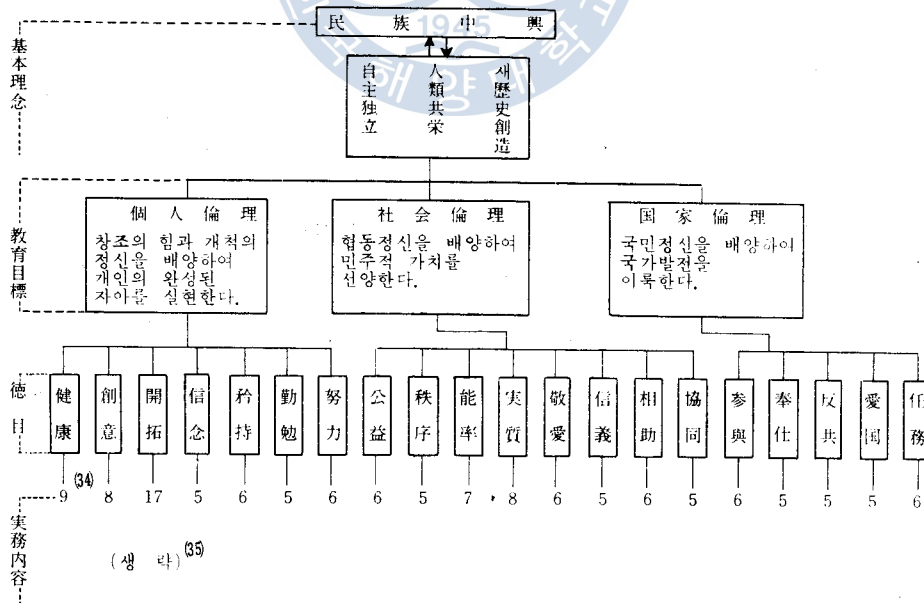 民族中興
1945
해양대학교
基本理念
自主独立
人類共栄
새歷史創造
教育目標
個人倫理
창조의 힘과 개척의
정신을 배양하여
개인의 완성된
자아를 실현한다.
社会倫理
협동정신을 배양하여
민주적 가치를
선양한다.
国家倫理
국민정신을 배양하여
국가발전을
이룩한다.
徳目
健康
創意
開拓
信念
矜持
勤勉
努力
公益
秩序
能率
実質
敬愛
信義
相助
協同
参與
奉仕
反共
愛国
任務
9 (34) 8 17 5 6 5 6 6 5 7 8 6 5 6 5 6 5 5 5 6
実務内容
(생략) (35)